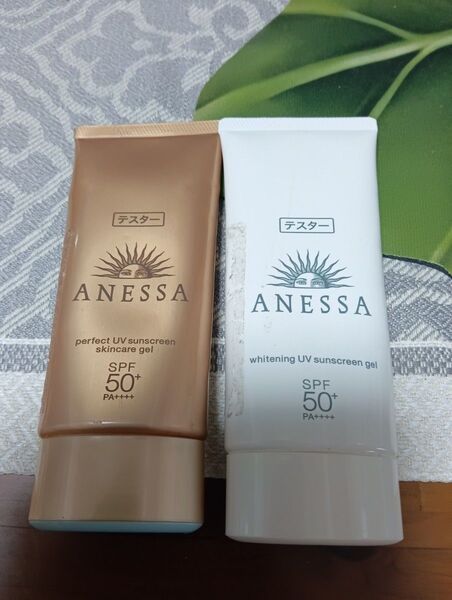 テスター
ANESSA
perfect UV sunscreen
skincare gel
SPF
50+
PA++++
テスター
ANESSA
whitening UV sunscreen gel
SPF
50+
PA++++